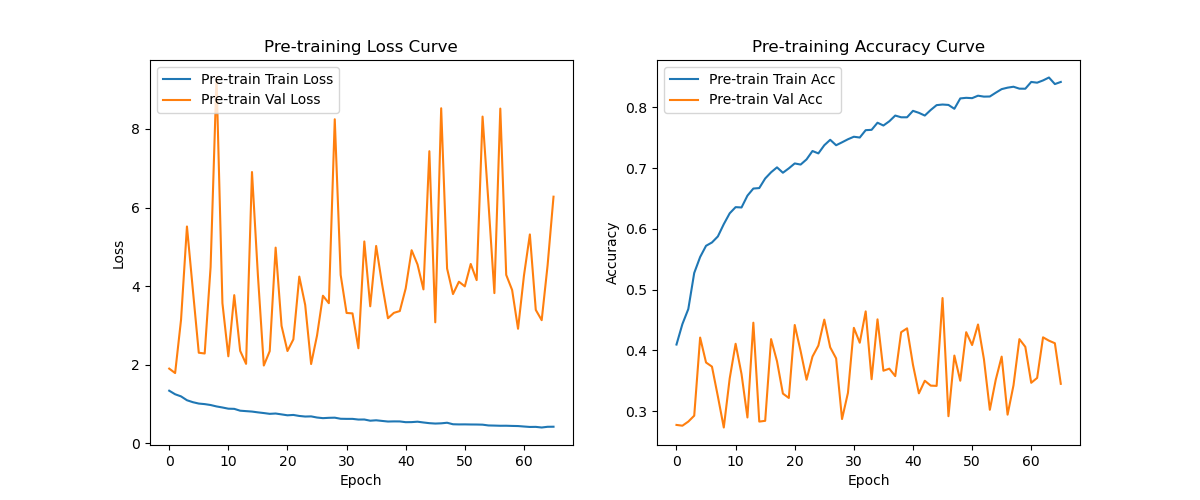 Pre-training Loss Curve
Pre-train Train Loss
Pre-train Val Loss
8
6
4
2
0
Loss
0 10 20 30 40 50 60
Epoch
Pre-training Accuracy Curve
Pre-train Train Acc
Pre-train Val Acc
0.8
0.7
0.6
0.5
0.4
0.3
Accuracy
0 10 20 30 40 50 60
Epoch